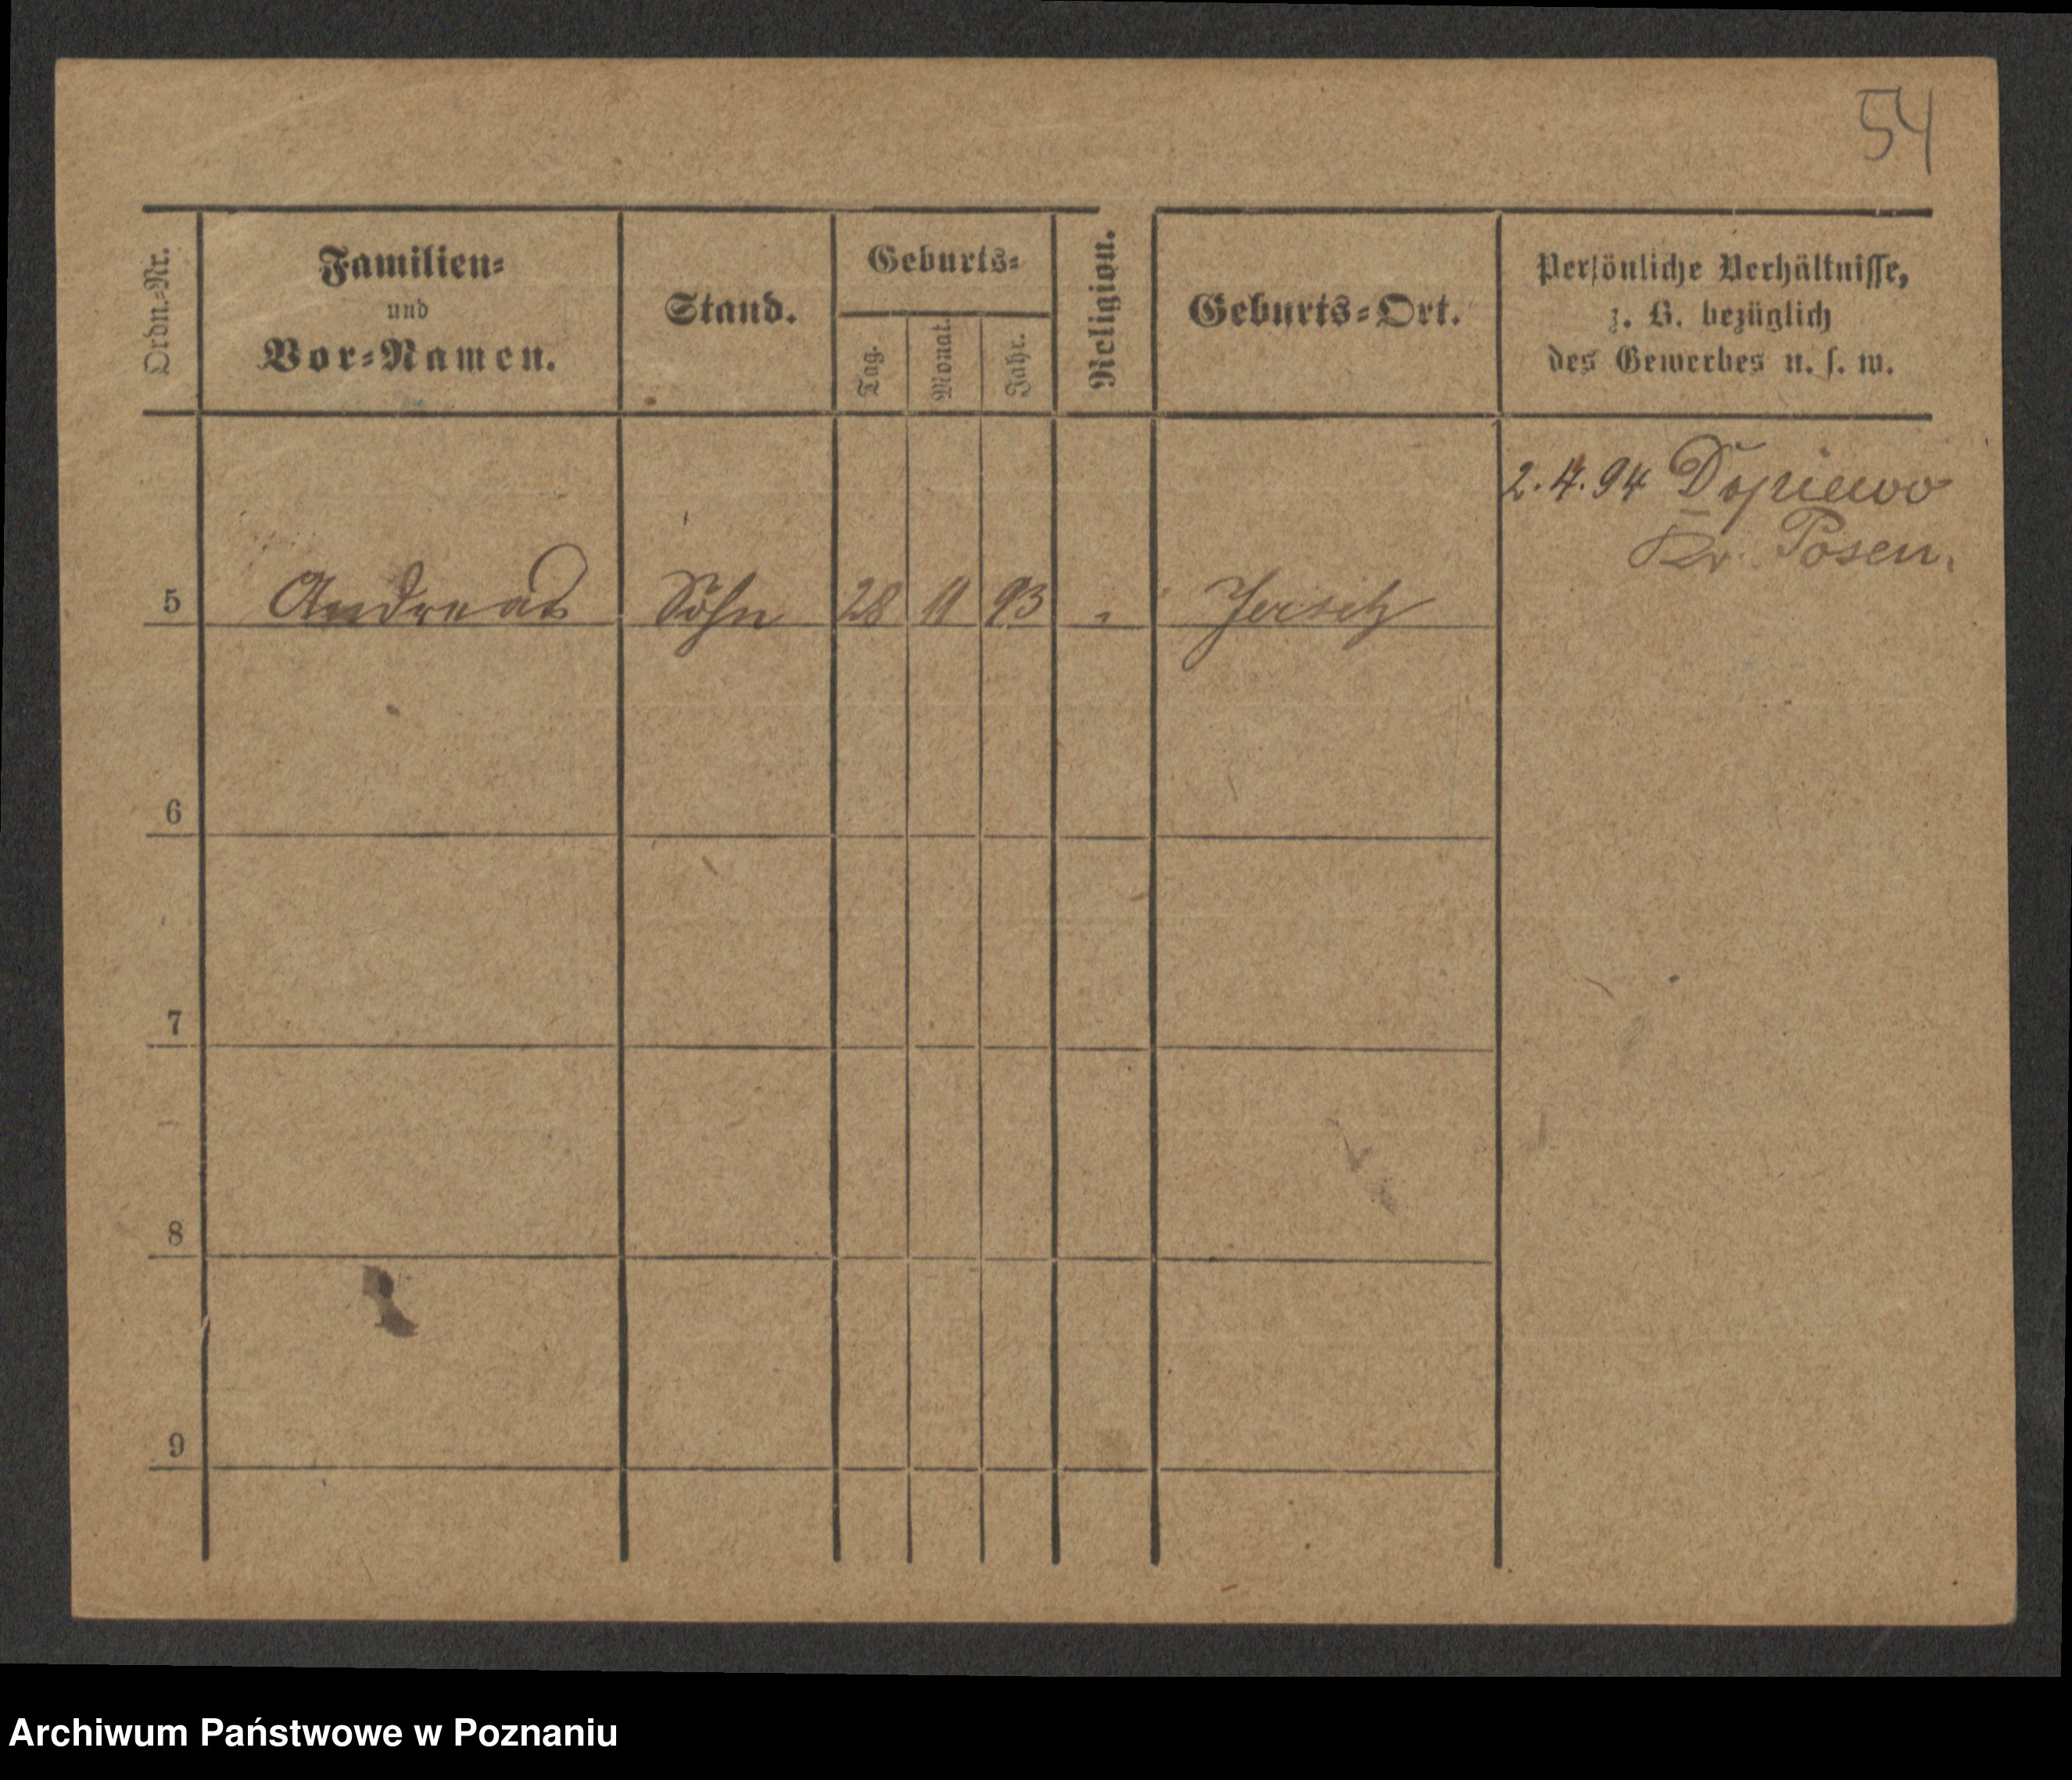 54
Ordn.-Nr.
Familien-
und
Vor-Namen.
Stand.
Geburts-
Tag.
Monat.
Jahr.
Religion.
Geburts-Ort.
Persönliche Verhältnisse,
z. B. bezüglich
des Gewerbes u. s. w.
2.4.94 Dopiewo
Kr. Posen.
5 Andreas Sohn 28 11 93 " Jersitz
6
7
8
9
Archiwum Państwowe w Poznaniu